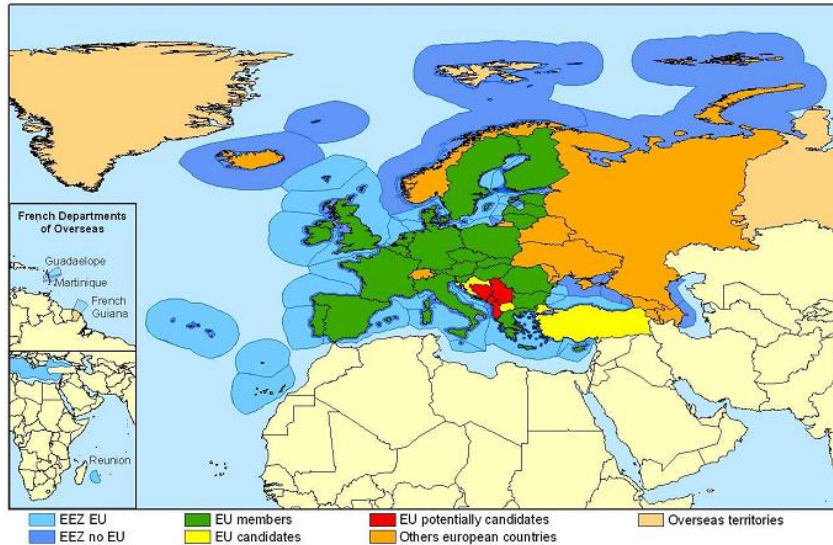 French Departments
of Overseas
Guadaelope
Martinique
French
Guiana
Reunion
EEZ EU
EU members
EU potentially candidates
Overseas territories
EEZ no EU
EU candidates
Others european countries